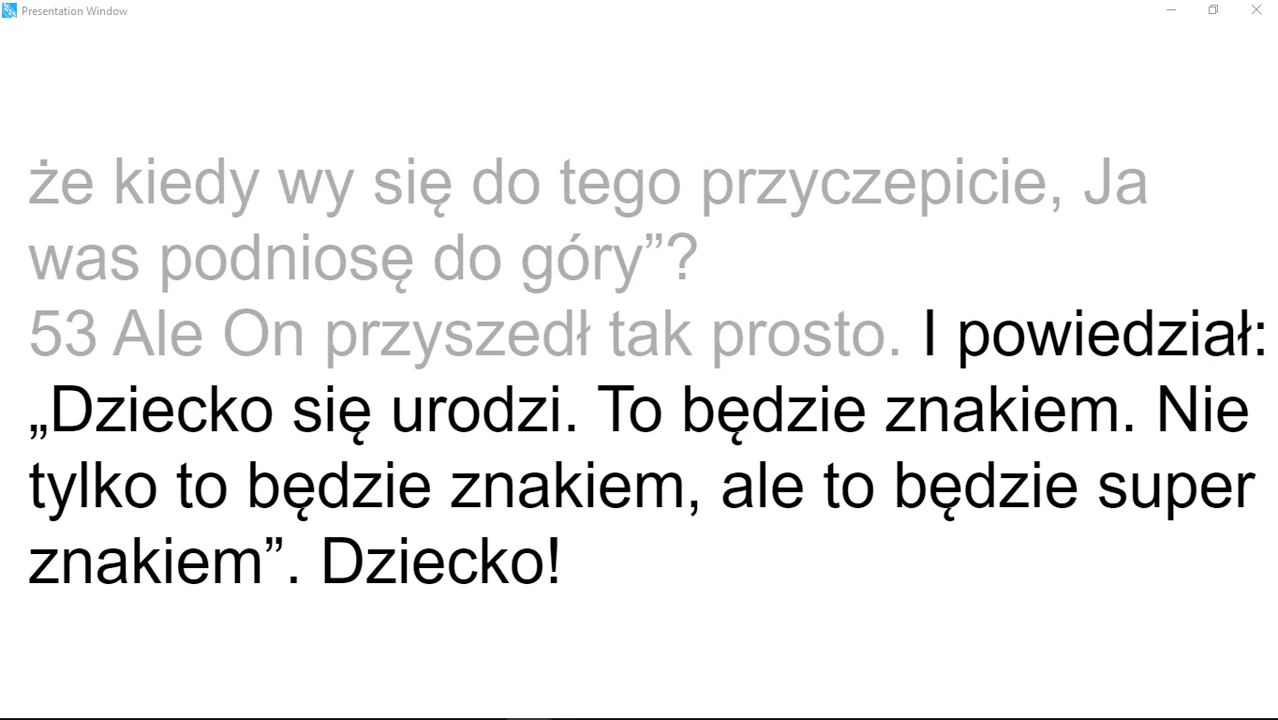 Presentation Window
że kiedy wy się do tego przyczepicie, Ja
was podniosę do góry”?
53 Ale On przyszedł tak prosto. I powiedział:
„Dziecko się urodzi. To będzie znakiem. Nie
tylko to będzie znakiem, ale to będzie super
znakiem”. Dziecko!